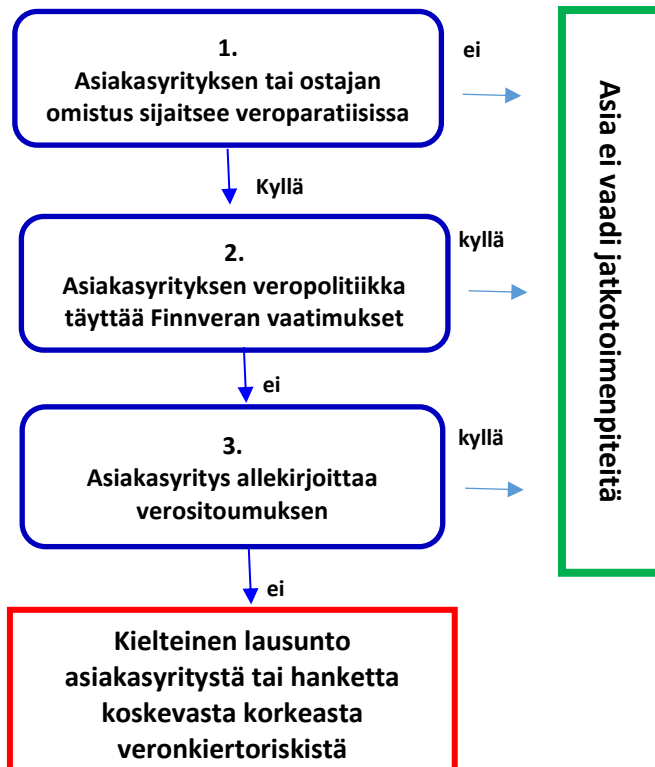 1.
Asiakasyrityksen tai ostajan
omistus sijaitsee veroparatiisissa
ei
Kyllä
2.
Asiakasyrityksen veropolitiikka
täyttää Finnveran vaatimukset
kyllä
ei
3.
Asiakasyritys allekirjoittaa
verositoumuksen
kyllä
ei
Kielteinen lausunto
asiakasyritystä tai hanketta
koskevasta korkeasta
veronkiertoriskistä
Asia ei vaadi jatkotoimenpiteitä